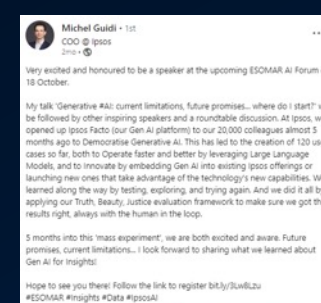 Michel Guidi • 1st
COO @ Ipsos
2mo •
Very excited and honoured to be a speaker at the upcoming ESOMAR AI Forum
18 October.
My talk 'Generative #AI: current limitations, future promises... where do I start?'
be followed by other inspiring speakers and a roundtable discussion. At Ipsos, w
opened up Ipsos Facto (our Gen AI platform) to our 20,000 colleagues almost 5
months ago to Democratise Generative AI. This has led to the creation of 120 us
cases so far, both to Operate faster and Better by leveraging Large Language
Models, and to Innovate by embedding Gen AI into existing Ipsos offerings or
launching new ones that take advantage of the technology's new capabilities. W
learned along the way by testing, exploring, and trying again. And we did it all b
applying our Truth, Beauty, Justice evaluation framework to make sure we got th
results right, always with the human in the loop.
5 months into this 'mass experiment', we are both excited and aware. Future
promises, current limitations... I look forward to sharing what we learned about
Gen AI for Insights!
Hope to see you there! Follow the link to register
#ESOMAR #Insights #Data #IpsosAI